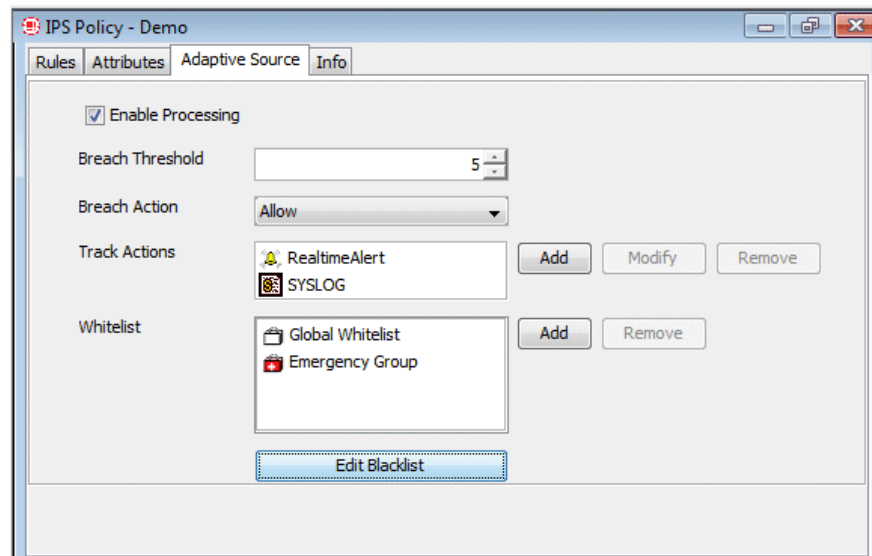 IPS Policy - Demo
Rules Attributes Adaptive Source Info
Enable Processing
Breach Threshold 5
Breach Action Allow
Track Actions RealtimeAlert Add Modify Remove
SYSLOG
Whitelist Global Whitelist Add Remove
Emergency Group
Edit Blacklist